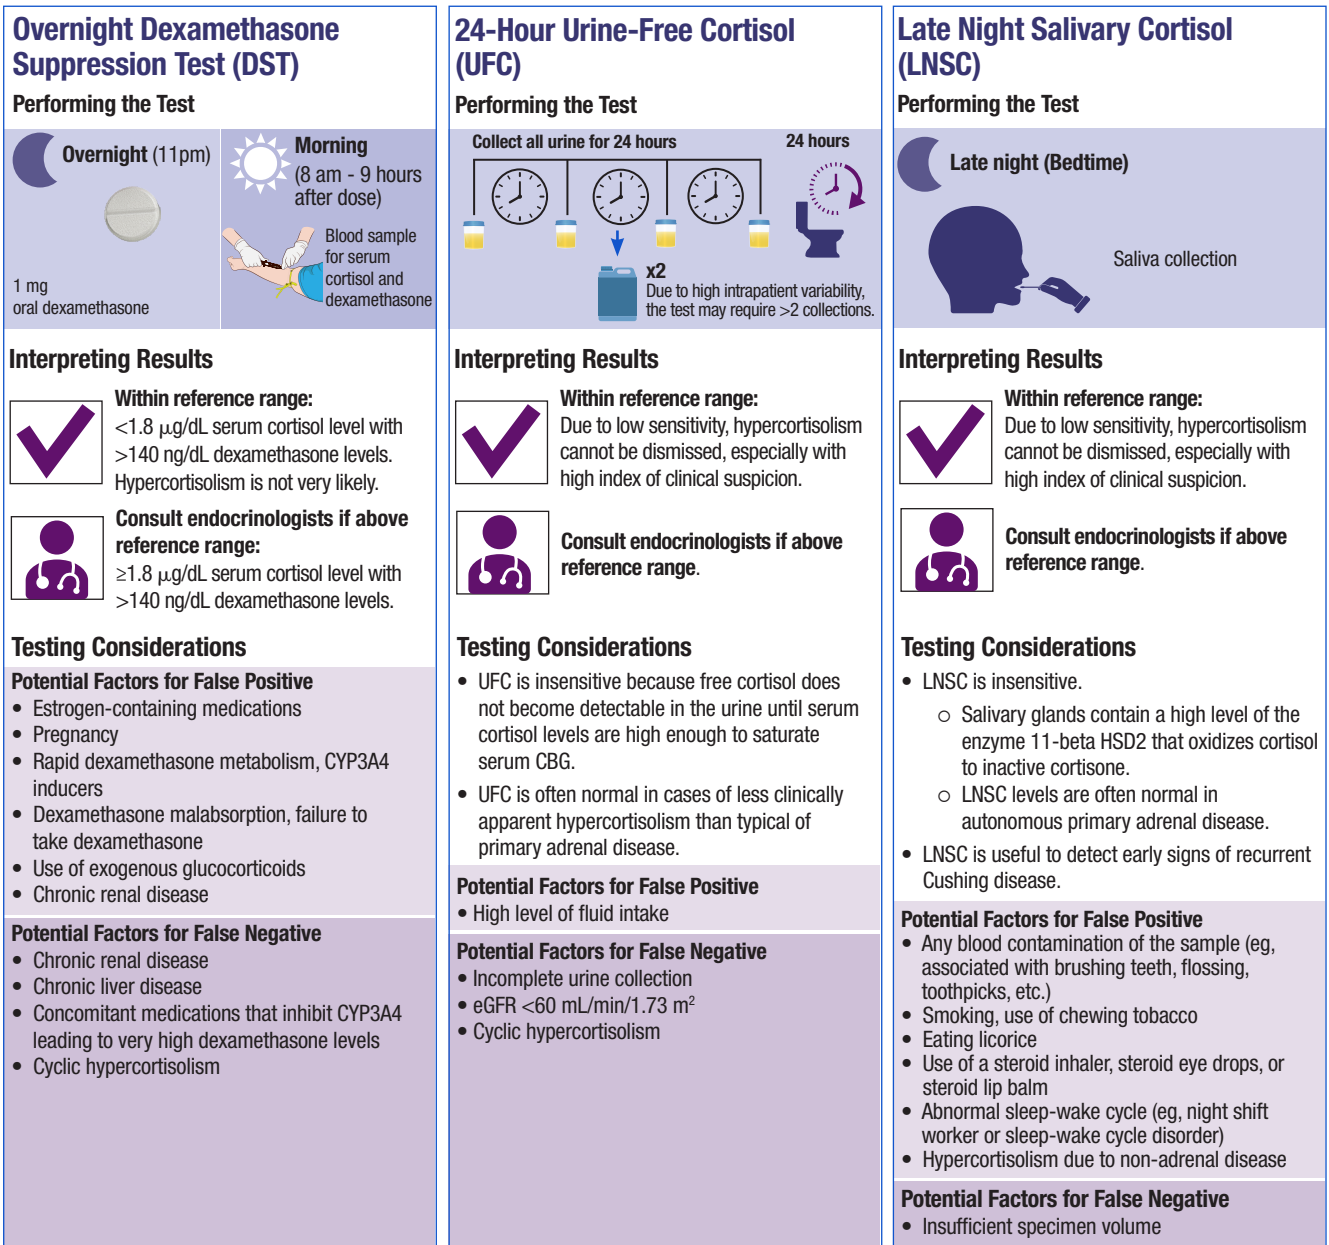 Overnight Dexamethasone
Suppression Test (DST)
Performing the Test
Overnight (11pm)
1 mg
oral dexamethasone
Morning
(8 am - 9 hours
after dose)
Blood sample
for serum
cortisol and
dexamethasone
Interpreting Results
Within reference range:
<1.8 μg/dL serum cortisol level with
>140 ng/dL dexamethasone levels.
Hypercortisolism is not very likely.
Consult endocrinologists if above
reference range:
≥1.8 μg/dL serum cortisol level with
>140 ng/dL dexamethasone levels.
Testing Considerations
Potential Factors for False Positive
• Estrogen-containing medications
• Pregnancy
• Rapid dexamethasone metabolism, CYP3A4
inducers
• Dexamethasone malabsorption, failure to
take dexamethasone
• Use of exogenous glucocorticoids
• Chronic renal disease
Potential Factors for False Negative
• Chronic renal disease
• Chronic liver disease
• Concomitant medications that inhibit CYP3A4
leading to very high dexamethasone levels
• Cyclic hypercortisolism
24-Hour Urine-Free Cortisol
(UFC)
Performing the Test
Collect all urine for 24 hours
24 hours
x2
Due to high intrapatient variability,
the test may require >2 collections.
Interpreting Results
Within reference range:
Due to low sensitivity, hypercortisolism
cannot be dismissed, especially with
high index of clinical suspicion.
Consult endocrinologists if above
reference range.
Testing Considerations
• UFC is insensitive because free cortisol does
not become detectable in the urine until serum
cortisol levels are high enough to saturate
serum CBG.
• UFC is often normal in cases of less clinically
apparent hypercortisolism than typical of
primary adrenal disease.
Potential Factors for False Positive
• High level of fluid intake
Potential Factors for False Negative
• Incomplete urine collection
• eGFR <60 mL/min/1.73 m²
• Cyclic hypercortisolism
Late Night Salivary Cortisol
(LNSC)
Performing the Test
Late night (Bedtime)
Saliva collection
Interpreting Results
Within reference range:
Due to low sensitivity, hypercortisolism
cannot be dismissed, especially with
high index of clinical suspicion.
Consult endocrinologists if above
reference range.
Testing Considerations
• LNSC is insensitive.
○ Salivary glands contain a high level of the
enzyme 11-beta HSD2 that oxidizes cortisol
to inactive cortisone.
○ LNSC levels are often normal in
autonomous primary adrenal disease.
• LNSC is useful to detect early signs of recurrent
Cushing disease.
Potential Factors for False Positive
• Any blood contamination of the sample (eg,
associated with brushing teeth, flossing,
toothpicks, etc.)
• Smoking, use of chewing tobacco
• Eating licorice
• Use of a steroid inhaler, steroid eye drops, or
steroid lip balm
• Abnormal sleep-wake cycle (eg, night shift
worker or sleep-wake cycle disorder)
• Hypercortisolism due to non-adrenal disease
Potential Factors for False Negative
• Insufficient specimen volume